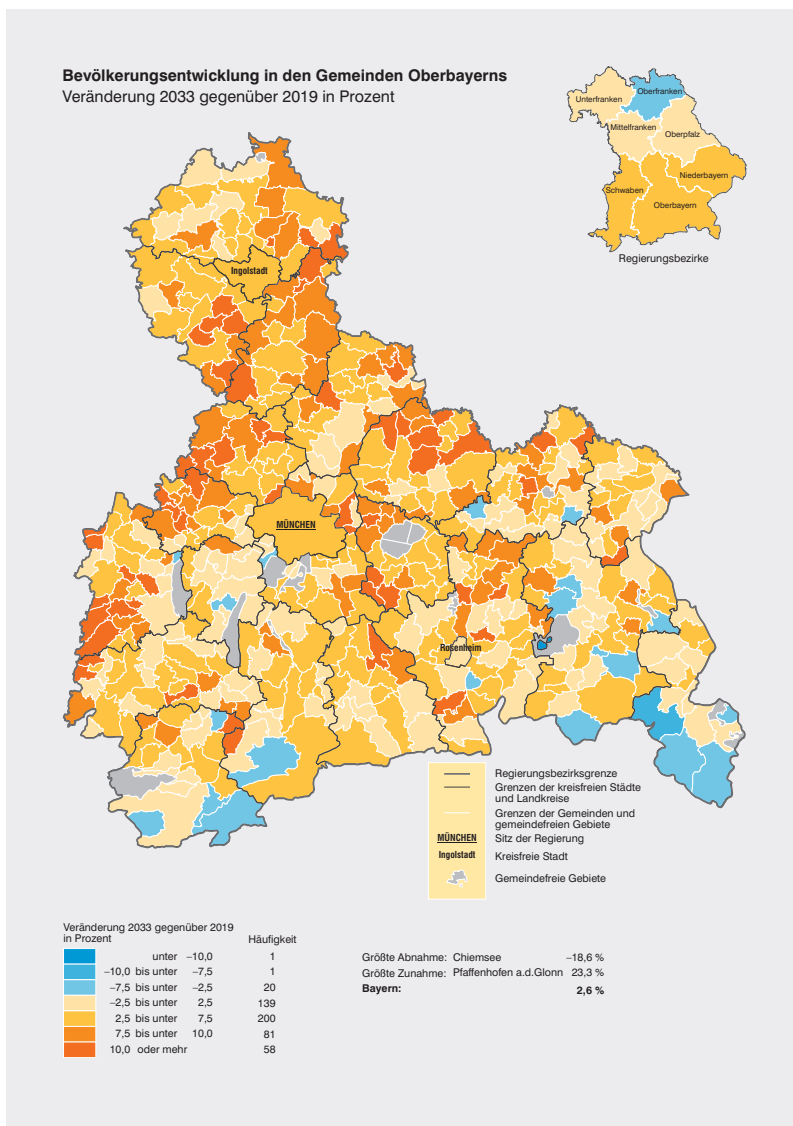 Bevölkerungsentwicklung in den Gemeinden Oberbayerns
Veränderung 2033 gegenüber 2019 in Prozent
Unterfranken
Oberfranken
Mittelfranken
Oberpfalz
Niederbayern
Schwaben
Oberbayern
Regierungsbezirke
Ingolstadt
MÜNCHEN
Rosenheim
Regierungsbezirksgrenze
Grenzen der kreisfreien Städte
und Landkreise
Grenzen der Gemeinden und
gemeindefreien Gebiete
MÜNCHEN Sitz der Regierung
Ingolstadt Kreisfreie Stadt
Gemeindefreie Gebiete
Veränderung 2033 gegenüber 2019
in Prozent Häufigkeit
unter −10,0 1
−10,0 bis unter −7,5 1
−7,5 bis unter −2,5 20
−2,5 bis unter 2,5 139
2,5 bis unter 7,5 200
7,5 bis unter 10,0 81
10,0 oder mehr 58
Größte Abnahme: Chiemsee −18,6 %
Größte Zunahme: Pfaffenhofen a.d.Glonn 23,3 %
Bayern: 2,6 %